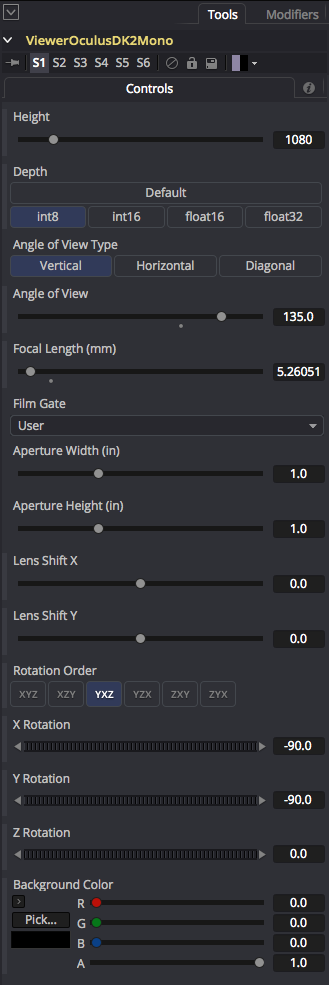 Tools Modifiers
ViewerOculusDK2Mono
S1 S2 S3 S4 S5 S6
Controls
Height
1080
Depth
Default
int8 int16 float16 float32
Angle of View Type
Vertical Horizontal Diagonal
Angle of View
135.0
Focal Length (mm)
5.26051
Film Gate
User
Aperture Width (in)
1.0
Aperture Height (in)
1.0
Lens Shift X
0.0
Lens Shift Y
0.0
Rotation Order
XYZ XZY YXZ YZX ZXY ZYX
X Rotation
-90.0
Y Rotation
-90.0
Z Rotation
0.0
Background Color
R 0.0
Pick...
G 0.0
B 0.0
A 1.0